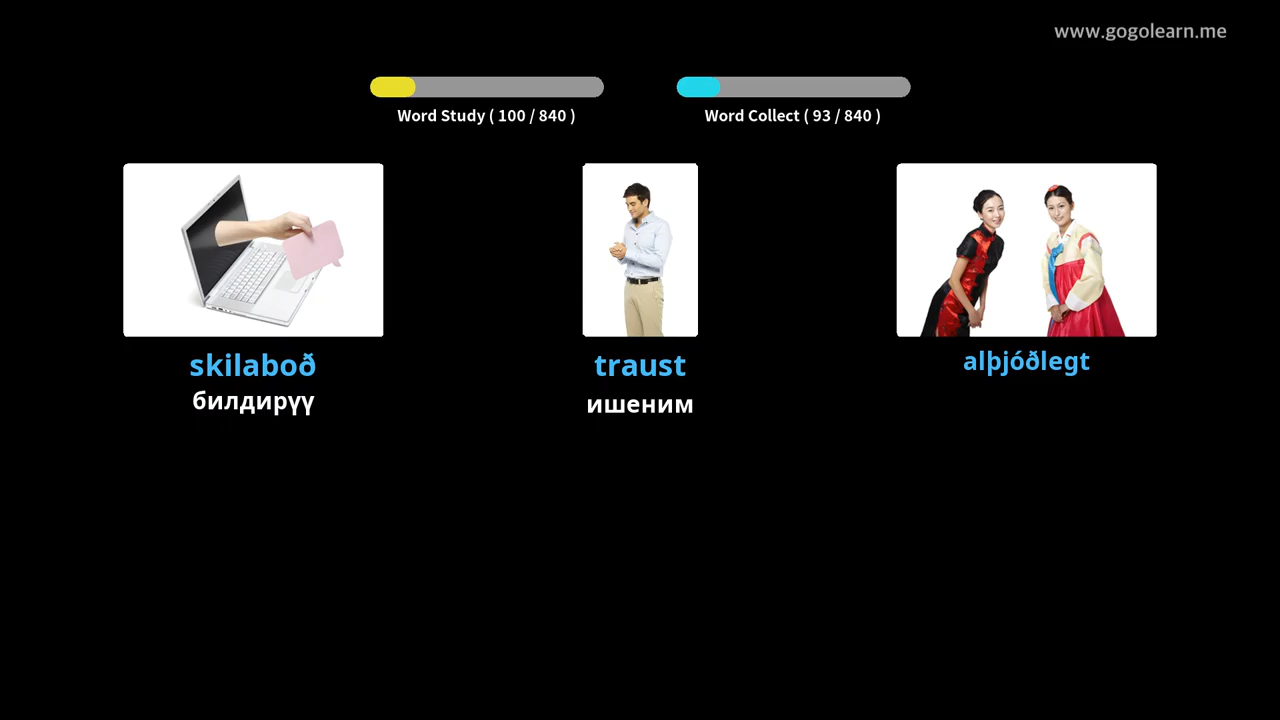 www.gogolearn.me
Word Study ( 100 / 840 )
Word Collect ( 93 / 840 )
skilaboð
билдирүү
traust
ишеним
alþjóðlegt